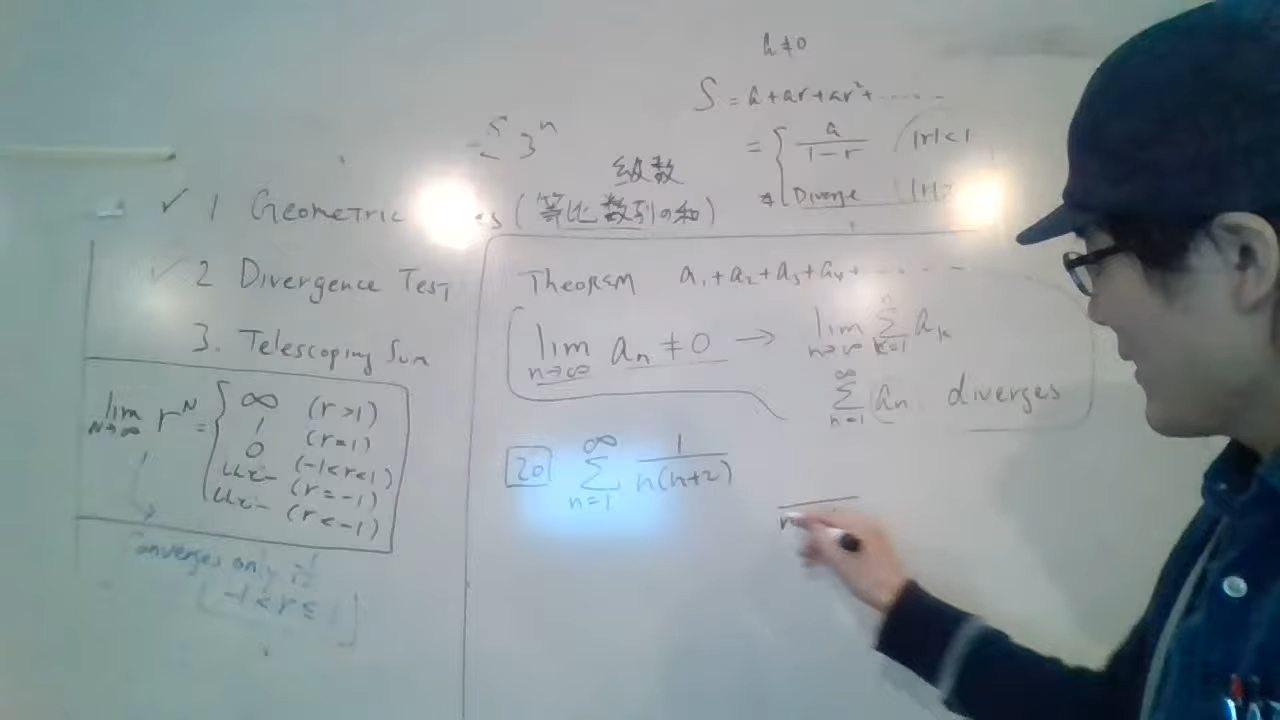 a≠0
S = a+ar+ar²+......
= { a/(1-r) |r|<1
Diverge
Σ 3ⁿ
级数
✓ 1 Geometric (等比数列の和)
✓ 2 Divergence Test
3. Telescoping Sum
lim N→∞ r^N = { ∞ (r>1)
1 (r=1)
0 (-1<r<1)
(r=-1)
(r<-1)
Converges only if
-1<r≤
Theorem a₁+a₂+a₃+a₄+......
lim n→∞ aₙ ≠ 0 → lim n→∞ Σ k=1 n aₖ
Σ n=1 ∞ aₙ diverges
20 Σ n=1 ∞ 1/(n(n+2))